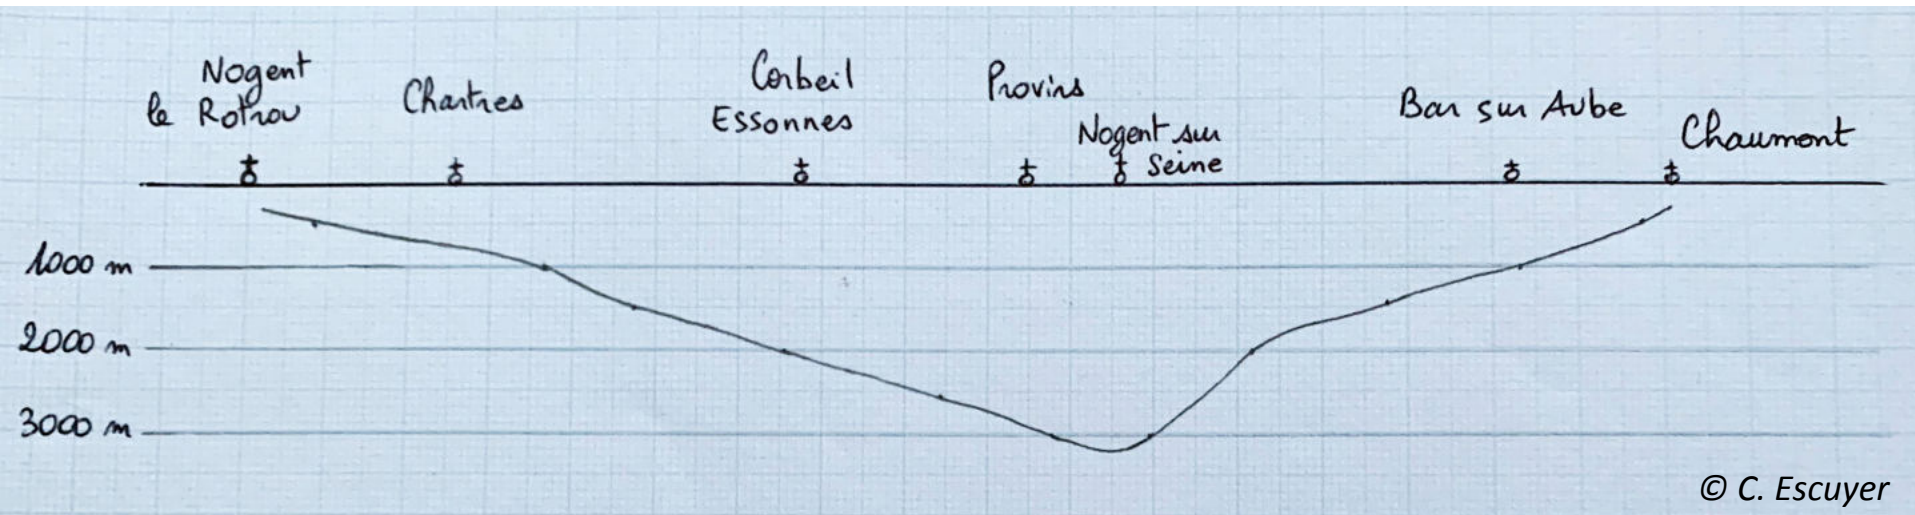 Nogent
le Rotrou
Chartres
Corbeil
Essonnes
Provins
Nogent sur
Seine
Bar sur Aube
Chaumont
1000 m
2000 m
3000 m
© C. Escuyer